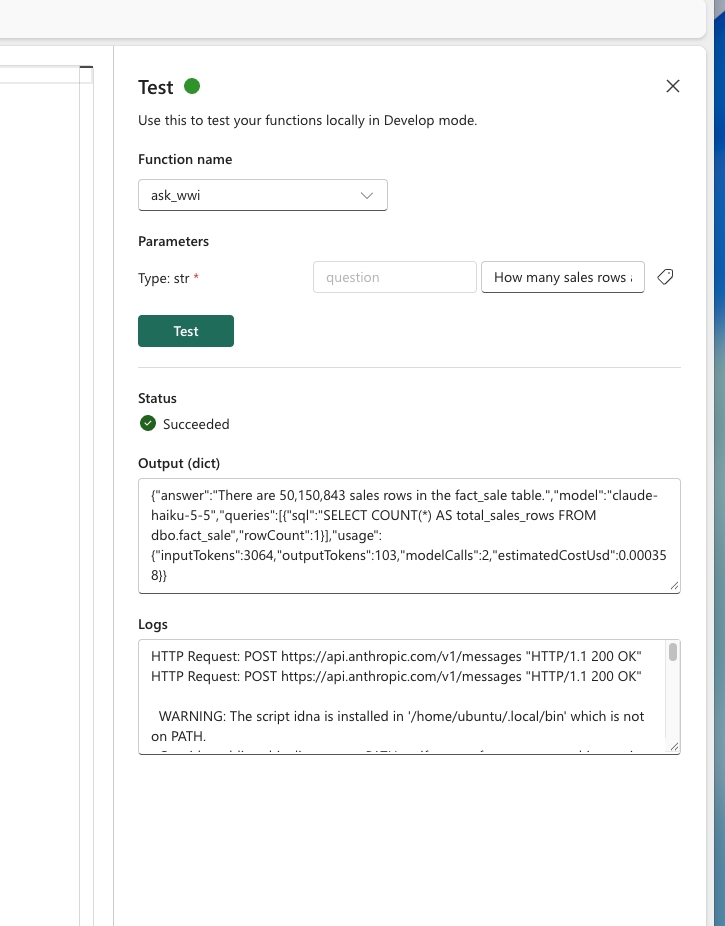 Test
Use this to test your functions locally in Develop mode.
Function name
ask_wwi
Parameters
Type: str *
question
How many sales rows
Test
Status
Succeeded
Output (dict)
{"answer":"There are 50,150,843 sales rows in the fact_sale table.","model":"claude-
haiku-5-5","queries":[{"sql":"SELECT COUNT(*) AS total_sales_rows FROM
dbo.fact_sale","rowCount":1}],"usage":
{"inputTokens":3064,"outputTokens":103,"modelCalls":2,"estimatedCostUsd":0.00035
8}}
Logs
HTTP Request: POST https://api.anthropic.com/v1/messages "HTTP/1.1 200 OK"
HTTP Request: POST https://api.anthropic.com/v1/messages "HTTP/1.1 200 OK"
WARNING: The script idna is installed in '/home/ubuntu/.local/bin' which is not
on PATH.